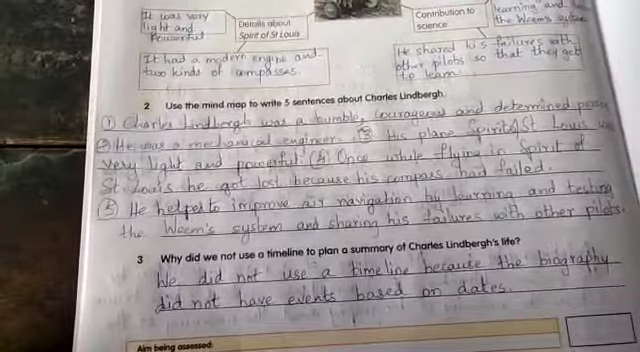 It was very
light and
Powerful
Details about
Spirit of St Louis
It had a modern engine and
two kinds of compasses.
Contribution to
science
learning and
the Weem's system
He shared his failures with
other pilots so that they get
to learn.
2 Use the mind map to write 5 sentences about Charles Lindbergh.
① Charles Lindbergh was a humble, courageous and determined
② He was a mechanical engineer. ③ His plane Spirit of St Louis
very light and powerful ④ Once while flying in Spirit of
St Louis he got lost because his compass had failed.
⑤ He helped to improve air navigation by learning and testing
the Weem's system and sharing his failures with other pilots.
3 Why did we not use a timeline to plan a summary of Charles Lindbergh's life?
We did not use a timeline because the biography
did not have events based on dates.
Aim being assessed: